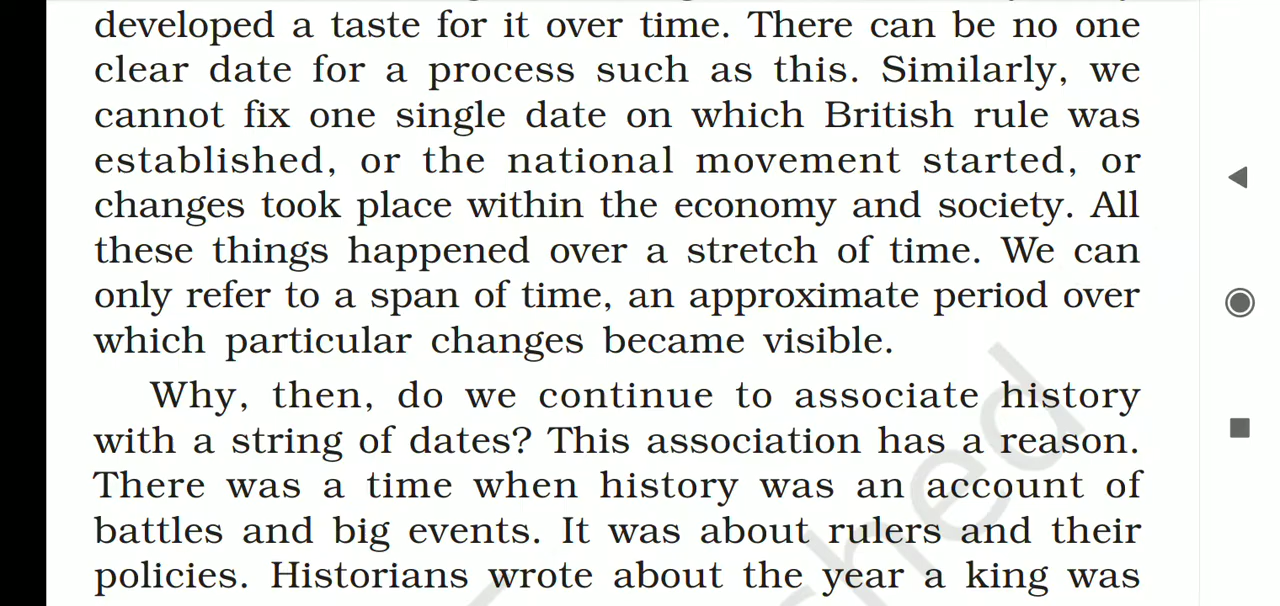 developed a taste for it over time. There can be no one
clear date for a process such as this. Similarly, we
cannot fix one single date on which British rule was
established, or the national movement started, or
changes took place within the economy and society. All
these things happened over a stretch of time. We can
only refer to a span of time, an approximate period over
which particular changes became visible.
Why, then, do we continue to associate history
with a string of dates? This association has a reason.
There was a time when history was an account of
battles and big events. It was about rulers and their
policies. Historians wrote about the year a king was